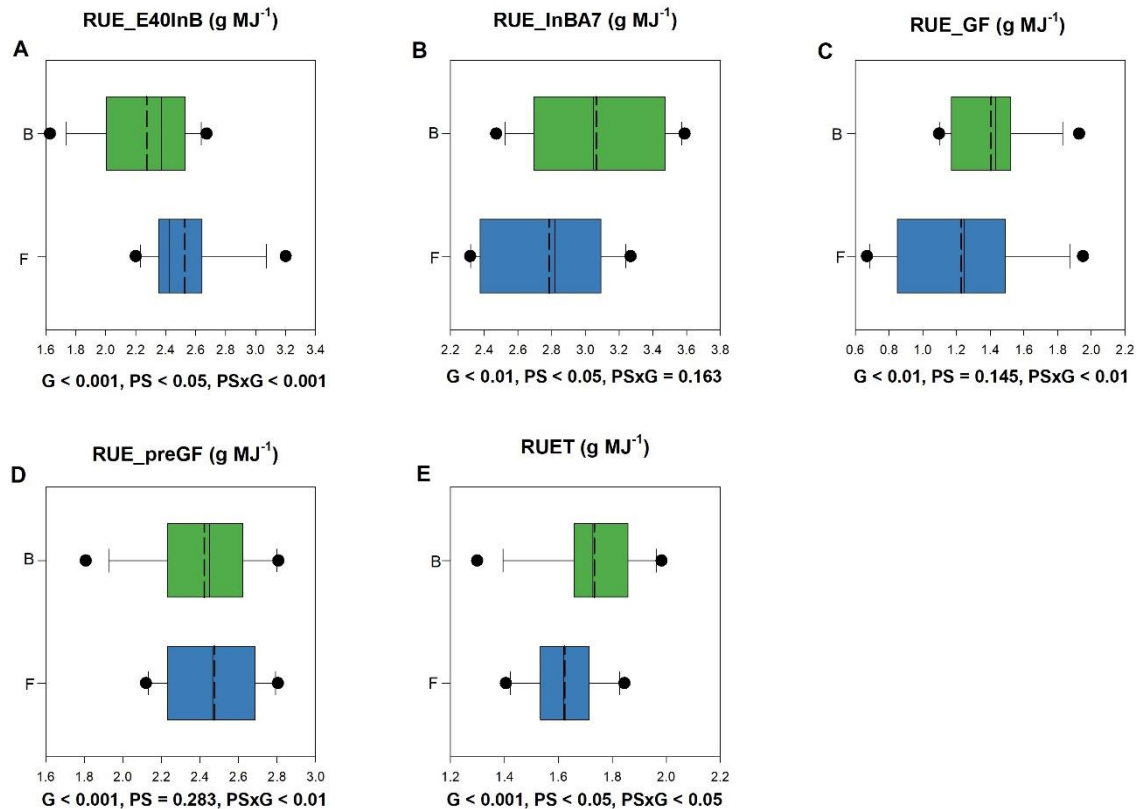 RUE_E40InB (g MJ⁻¹)
A
B
F
1.6 1.8 2.0 2.2 2.4 2.6 2.8 3.0 3.2 3.4
G < 0.001, PS < 0.05, PSxG < 0.001
RUE_InBA7 (g MJ⁻¹)
B
B
F
2.2 2.4 2.6 2.8 3.0 3.2 3.4 3.6 3.8
G < 0.01, PS < 0.05, PSxG = 0.163
RUE_GF (g MJ⁻¹)
C
B
F
0.6 0.8 1.0 1.2 1.4 1.6 1.8 2.0 2.2
G < 0.01, PS = 0.145, PSxG < 0.01
RUE_preGF (g MJ⁻¹)
D
B
F
1.6 1.8 2.0 2.2 2.4 2.6 2.8 3.0
G < 0.001, PS = 0.283, PSxG < 0.01
RUET (g MJ⁻¹)
E
B
F
1.2 1.4 1.6 1.8 2.0 2.2
G < 0.001, PS < 0.05, PSxG < 0.05